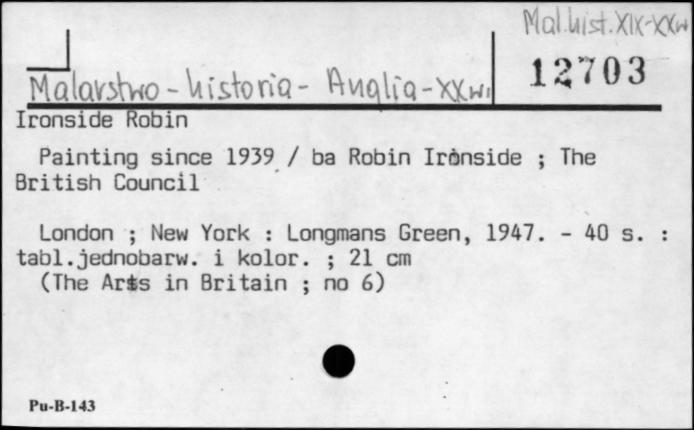 Mal.hist.XIX-XXw
12703
Malarstwo - historia - Anglia - XXw.
Ironside Robin
Painting since 1939 / ba Robin Ironside ; The
British Council
London ; New York : Longmans Green, 1947. - 40 s. :
tabl.jednobarw. i kolor. ; 21 cm
(The Arts in Britain ; no 6)
Pu-B-143